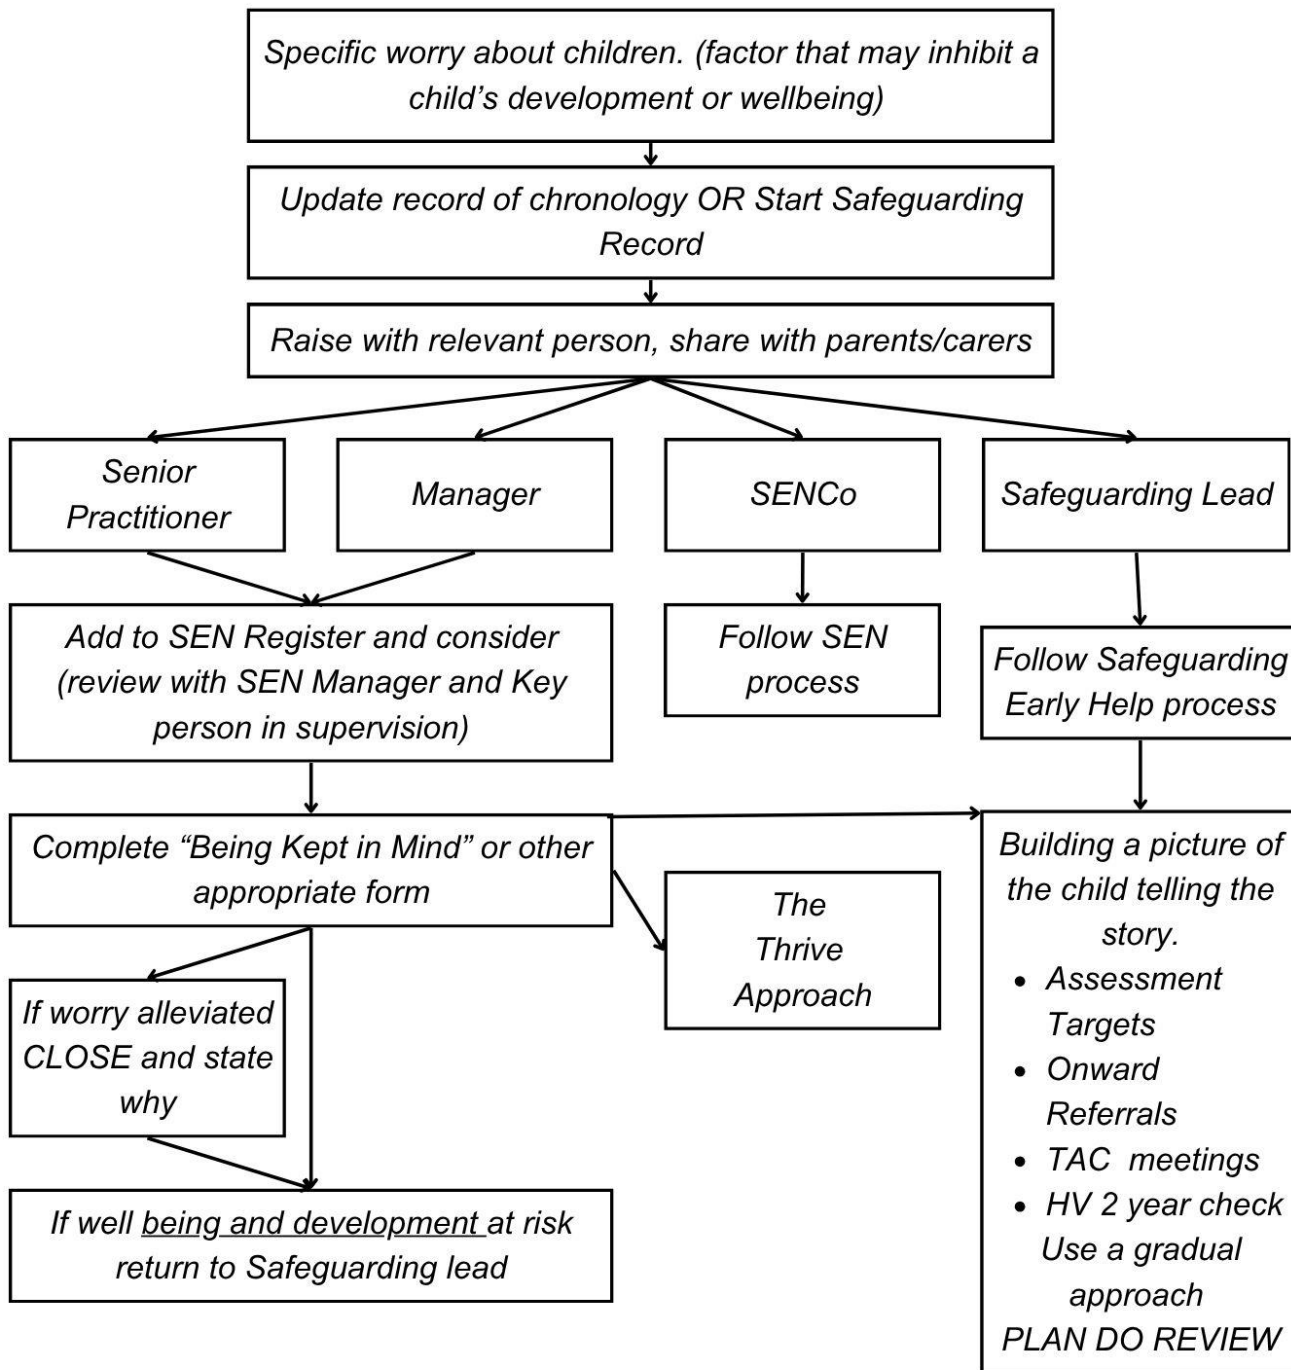 Specific worry about children. (factor that may inhibit a
child’s development or wellbeing)
Update record of chronology OR Start Safeguarding
Record
Raise with relevant person, share with parents/carers
Senior
Practitioner
Manager
SENCo
Safeguarding Lead
Add to SEN Register and consider
(review with SEN Manager and Key
person in supervision)
Follow SEN
process
Follow Safeguarding
Early Help process
Complete “Being Kept in Mind” or other
appropriate form
The
Thrive
Approach
Building a picture of
the child telling the
story.
• Assessment
Targets
• Onward
Referrals
• TAC meetings
• HV 2 year check
Use a gradual
approach
PLAN DO REVIEW
If worry alleviated
CLOSE and state
why
If well being and development at risk
return to Safeguarding lead